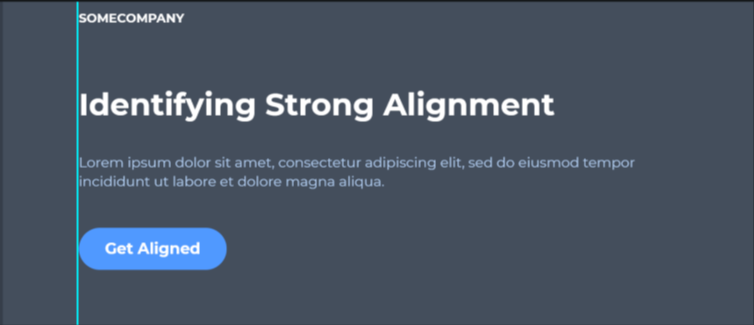 SOMECOMPANY
Identifying Strong Alignment
Lorem ipsum dolor sit amet, consectetur adipiscing elit, sed do eiusmod tempor
incididunt ut labore et dolore magna aliqua.
Get Aligned